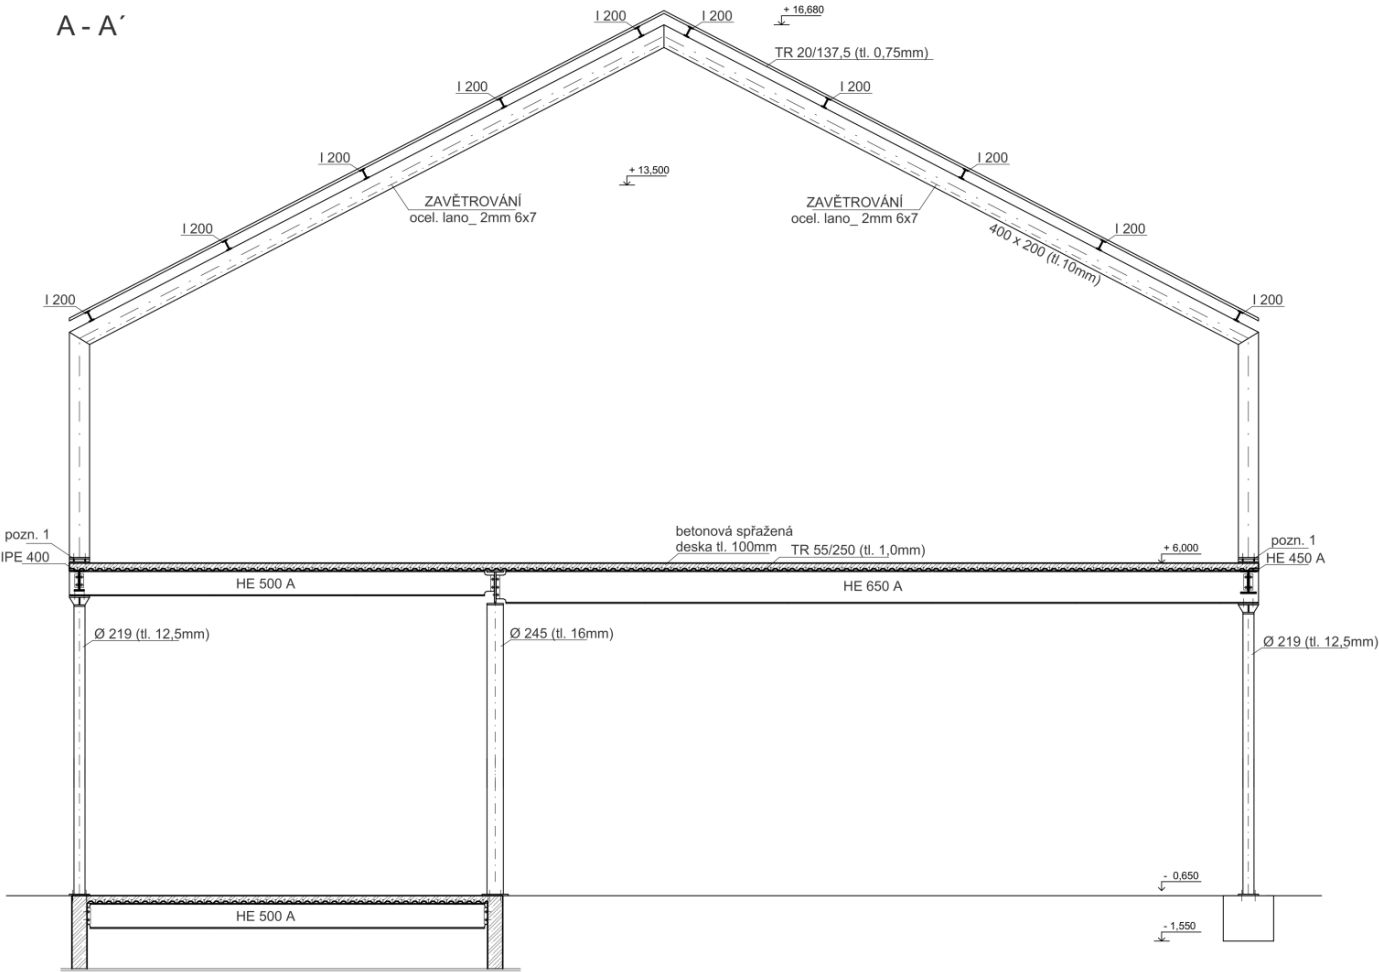 A - A´
I 200
I 200
+ 16,680
TR 20/137,5 (tl. 0,75mm)
I 200
I 200
I 200
I 200
+ 13,500
ZAVĚTROVÁNÍ
ocel. lano_ 2mm 6x7
ZAVĚTROVÁNÍ
ocel. lano_ 2mm 6x7
I 200
I 200
400 x 200 (tl.10mm)
I 200
I 200
pozn. 1
IPE 400
betonová spřažená
deska tl. 100mm
TR 55/250 (tl. 1,0mm)
+ 6,000
pozn. 1
HE 450 A
HE 500 A
HE 650 A
Ø 219 (tl. 12,5mm)
Ø 245 (tl. 16mm)
Ø 219 (tl. 12,5mm)
- 0,650
HE 500 A
- 1,550